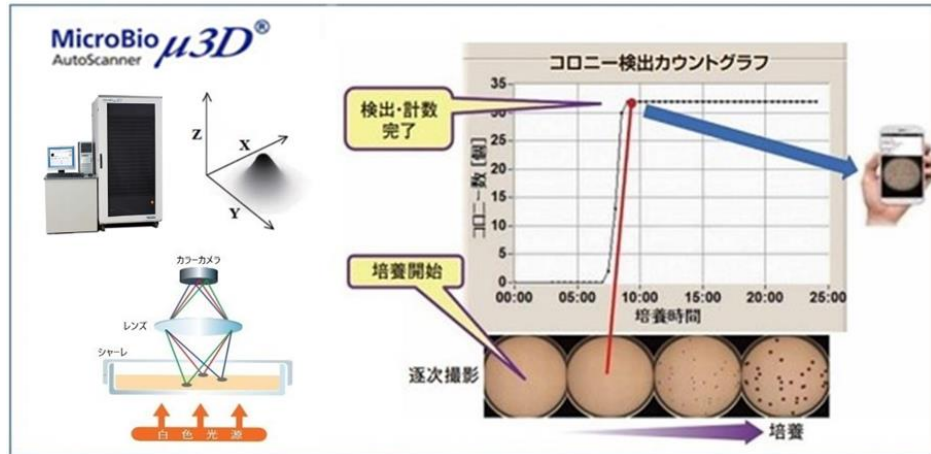 MicroBio μ3D®
AutoScanner
Z
X
Y
カラーカメラ
レンズ
シャーレ
白色光源
コロニー検出カウントグラフ
検出・計数
完了
培養開始
コロニー数[個]
35
30
25
20
15
10
5
0
00:00 05:00 10:00 15:00 20:00 25:00
培養時間
逐次撮影
培養